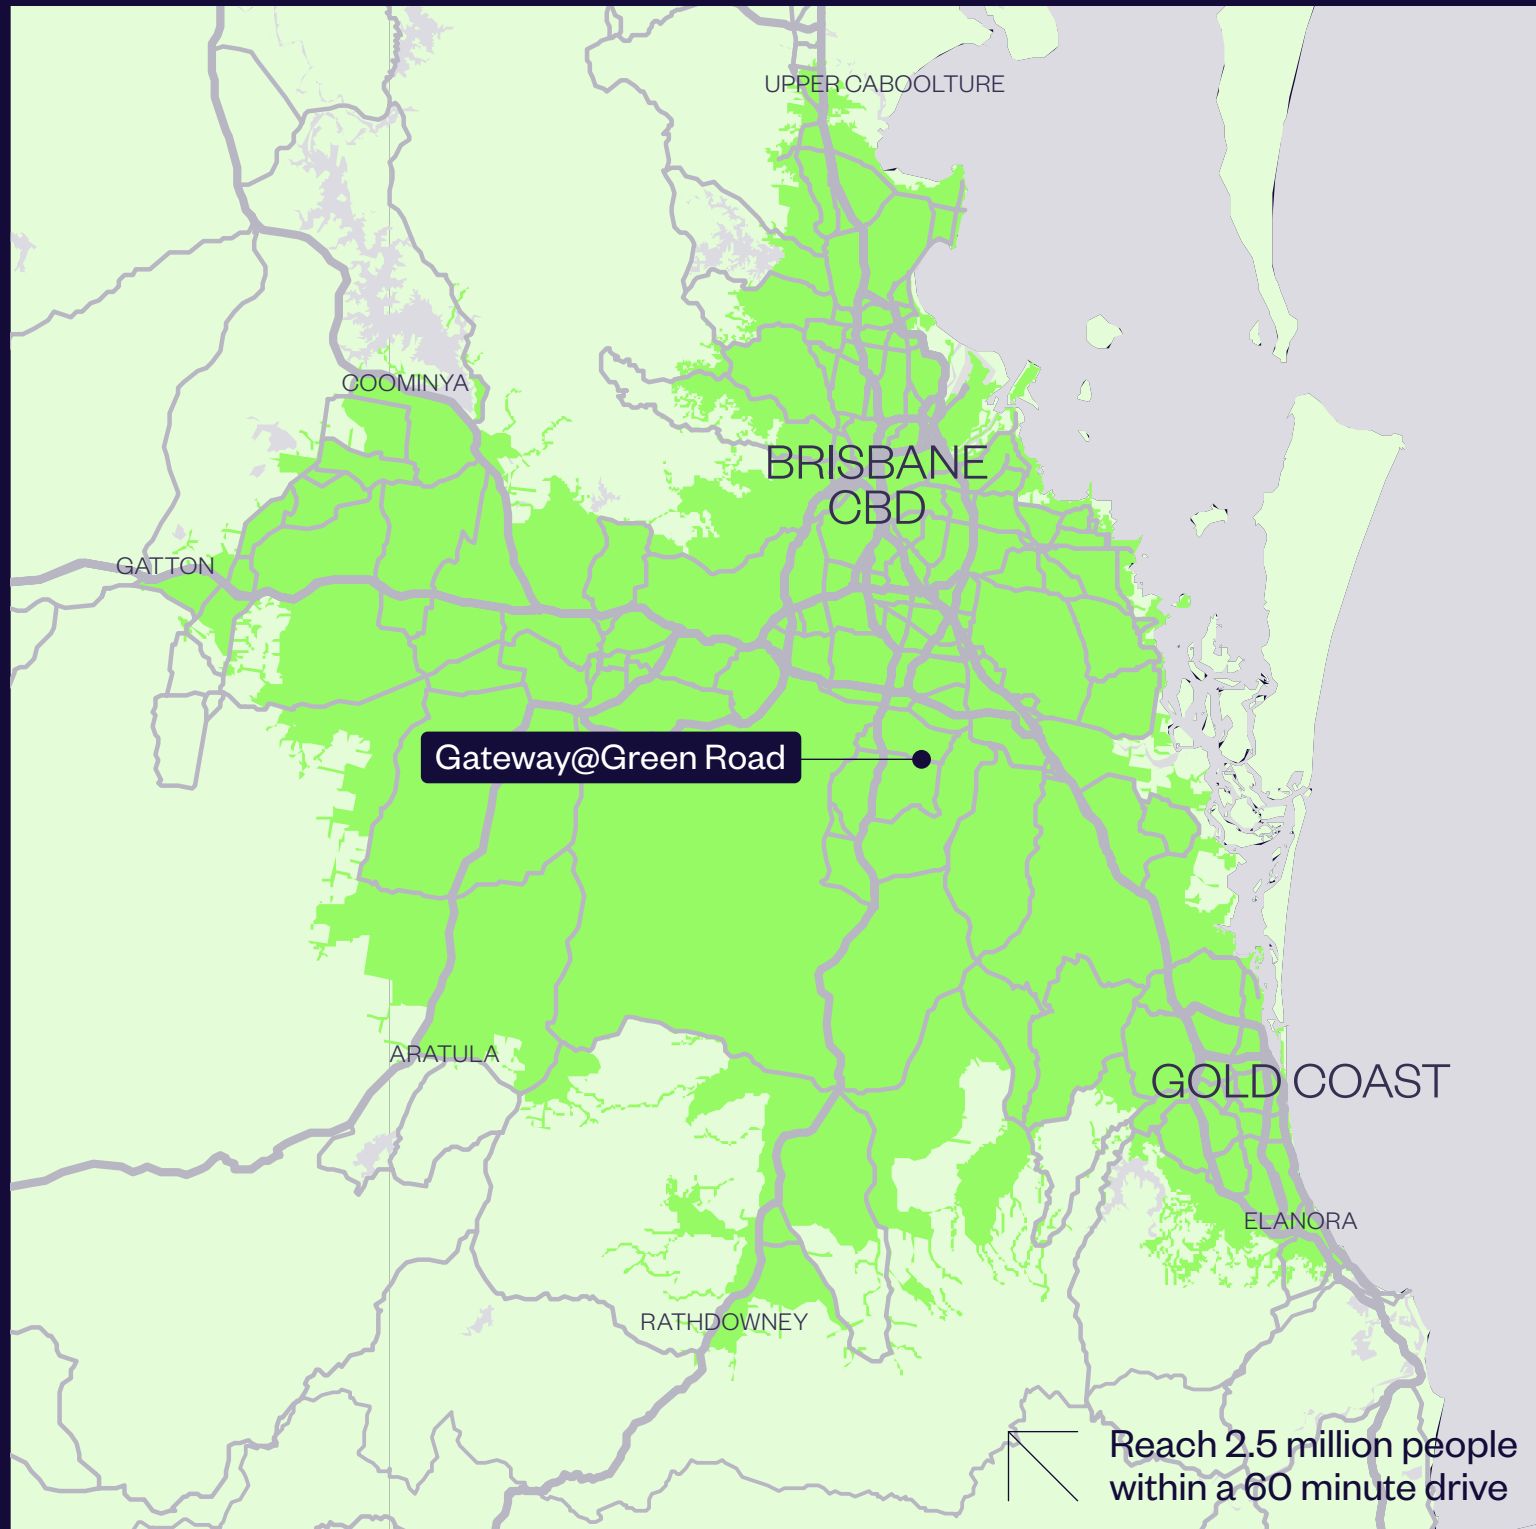 UPPER CABOOLTURE
COOMINYA
BRISBANE
CBD
GATTON
Gateway@Green Road
ARATULA
GOLD COAST
ELANORA
RATHDOWNEY
Reach 2.5 million people
within a 60 minute drive